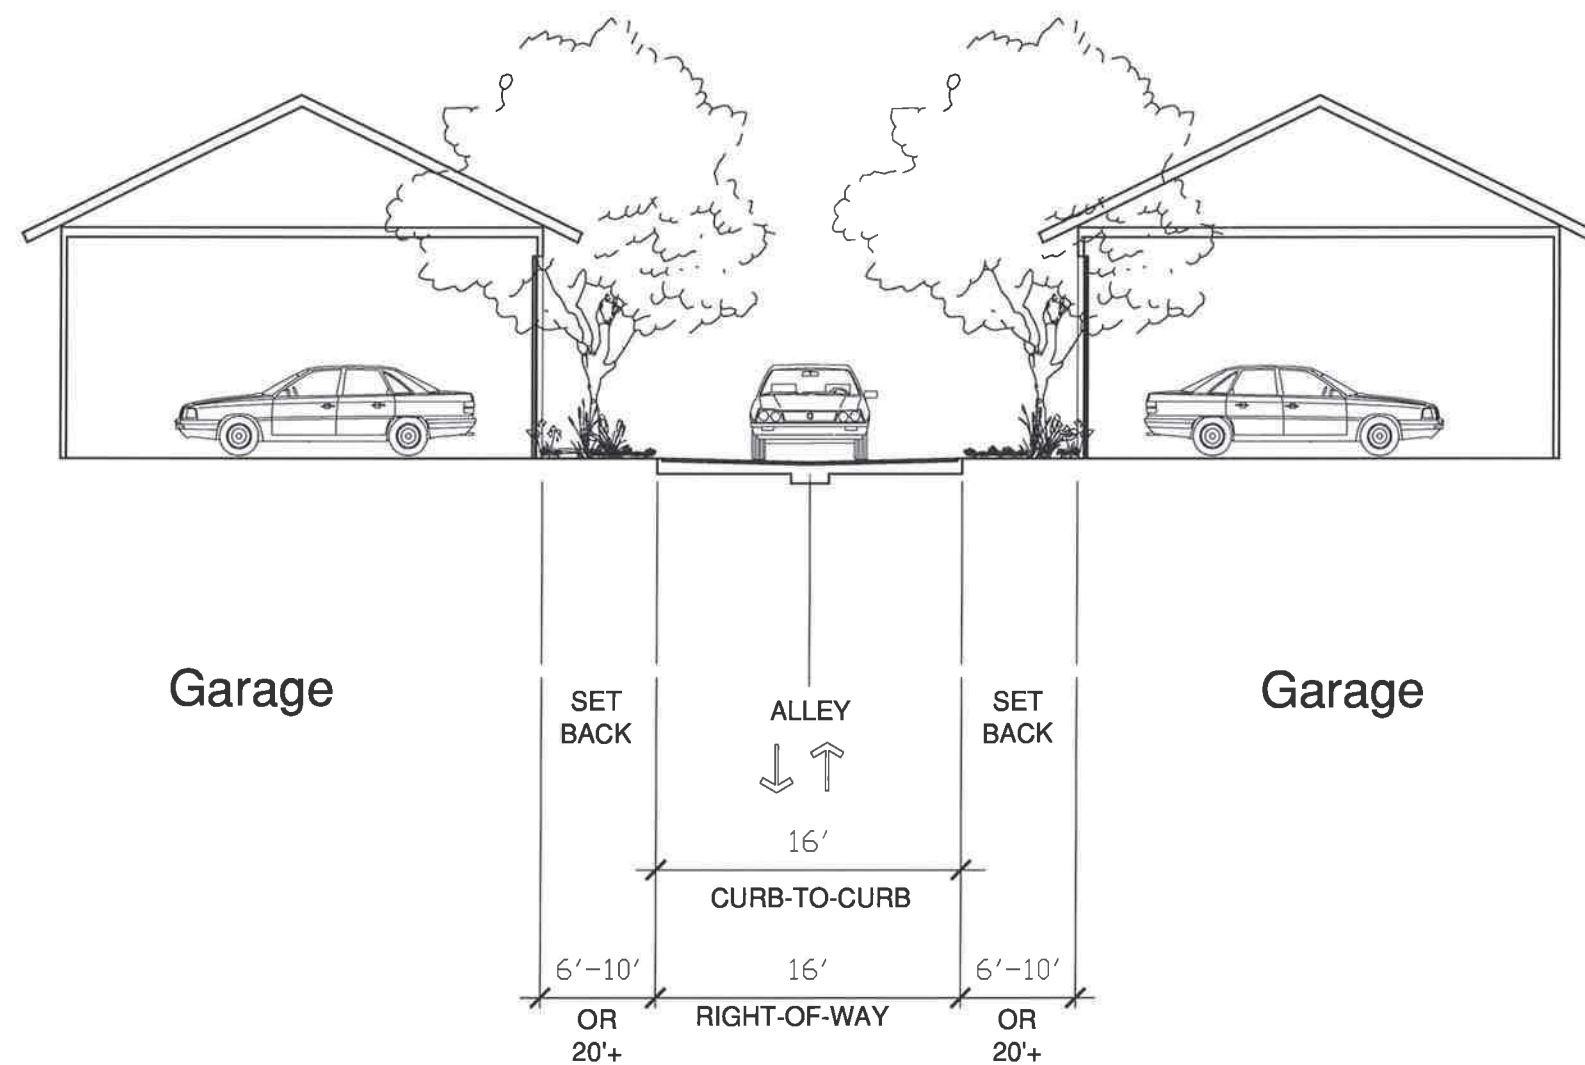 Garage
SET
BACK
ALLEY
SET
BACK
Garage
16′
CURB-TO-CURB
6′-10′
16′
6′-10′
OR
20'+
RIGHT-OF-WAY
OR
20'+